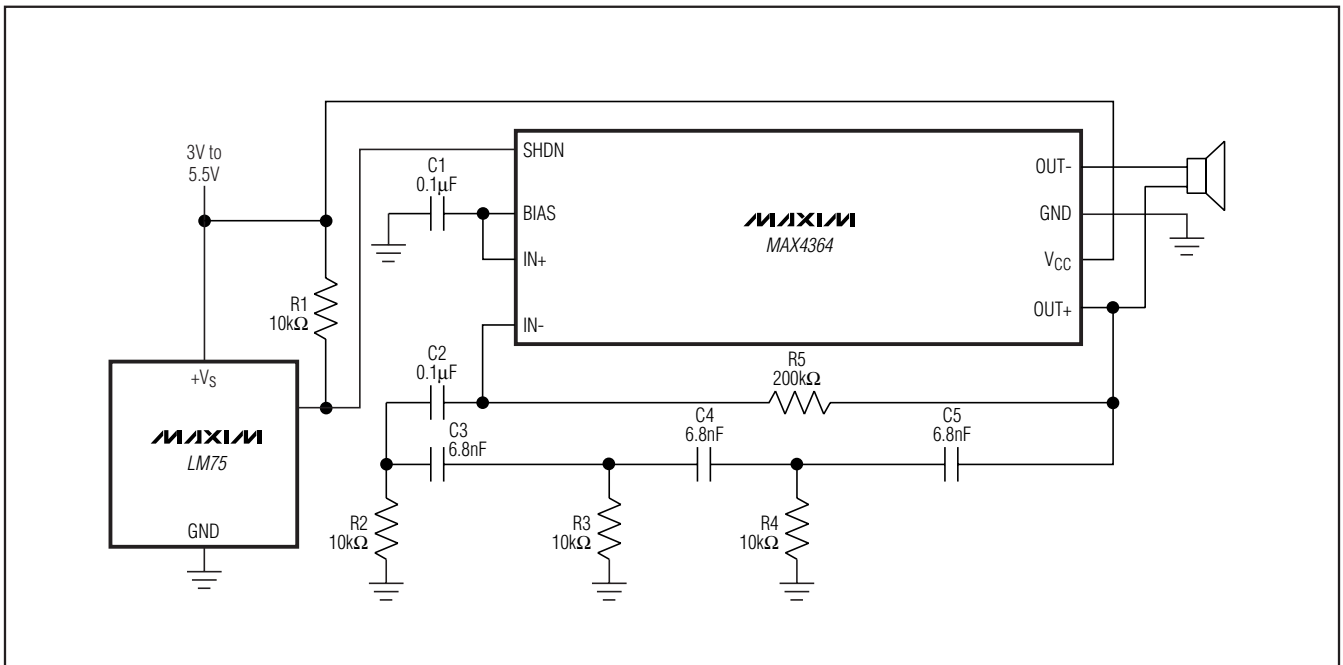 3V to
5.5V
R1
10kΩ
+VS
MAXIM
LM75
GND
C1
0.1µF
SHDN
BIAS
IN+
IN-
MAXIM
MAX4364
OUT-
GND
VCC
OUT+
C2
0.1µF
R5
200kΩ
C3
6.8nF
C4
6.8nF
C5
6.8nF
R2
10kΩ
R3
10kΩ
R4
10kΩ